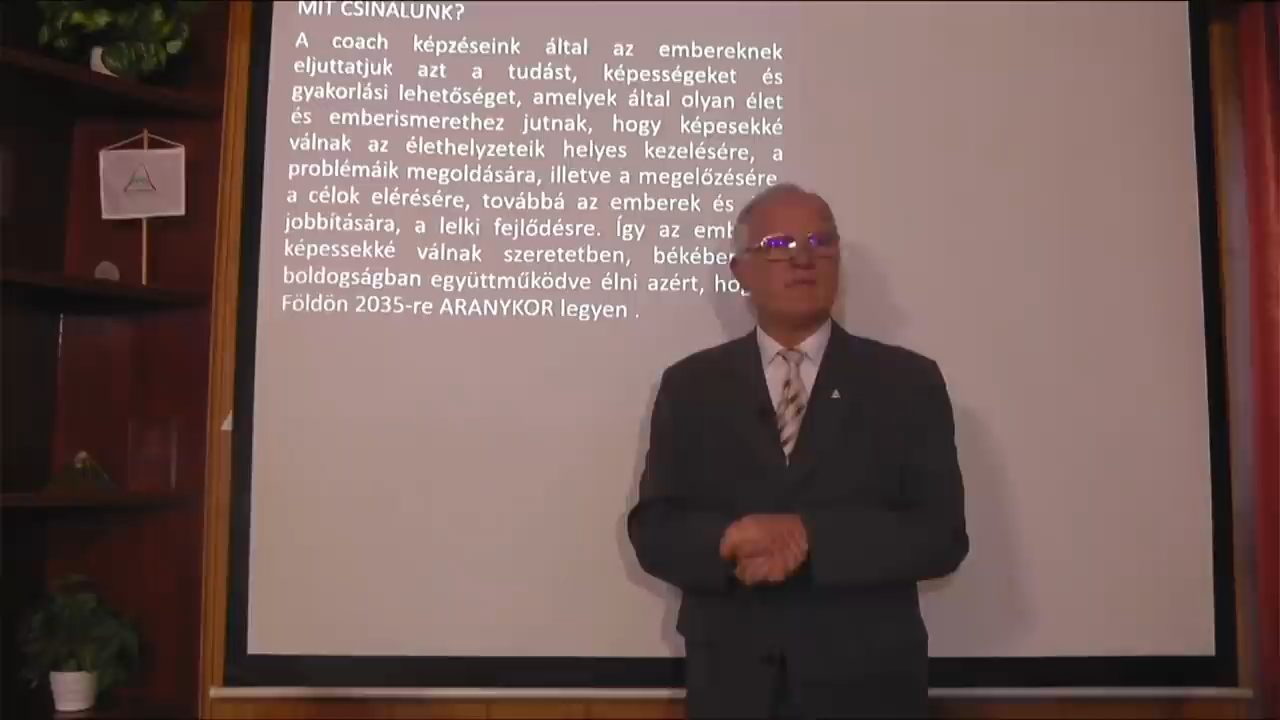 MIT CSINÁLUNK?
A coach képzéseink által az embereknek
eljuttatjuk azt a tudást, képességeket és
gyakorlási lehetőséget, amelyek által olyan élet
és emberismerethez jutnak, hogy képesekké
válnak az élethelyzeteik helyes kezelésére, a
problémáik megoldására, illetve a megelőzésére
a célok elérésére, továbbá az emberek és
jobbítására, a lelki fejlődésre. Így az
képessekké válnak szeretetben,
boldogságban együttműködve élni azért,
Földön 2035-re ARANYKOR legyen .